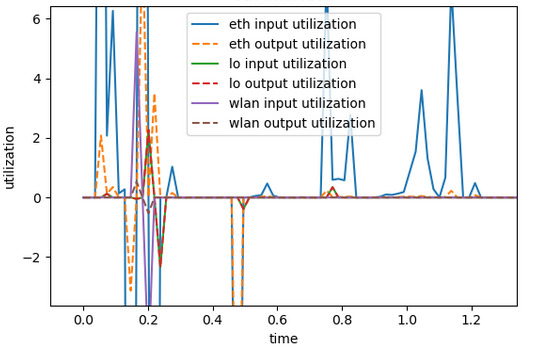 6
4
2
0
−2
utilization
eth input utilization
eth output utilization
lo input utilization
lo output utilization
wlan input utilization
wlan output utilization
0.0 0.2 0.4 0.6 0.8 1.0 1.2
time